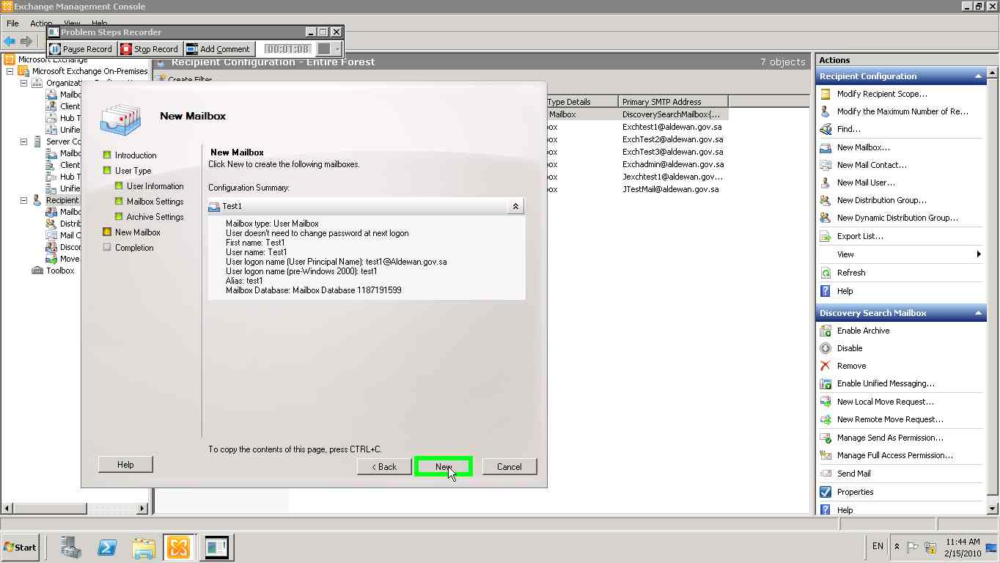 Exchange Management Console
File Action View Help
Problem Steps Recorder
Pause Record Stop Record Add Comment 00:01:08
Microsoft Exchange
Microsoft Exchange On-Premises
Mailbo
Client
Hub T
Unifie
Server Co
Mailbo
Client
Hub T
Unifie
Recipient
Mailbo
Distrib
Mail C
Discor
Move
Toolbox
Recipient Configuration - Entire Forest 7 objects
Create Filter
Type Details Primary SMTP Address
Mailbox DiscoverySearchMailbox{...
ox Exchtest1@aldewan.gov.sa
ox ExchTest2@aldewan.gov.sa
ox ExchTest3@aldewan.gov.sa
ox Exchadmin@aldewan.gov.sa
ox Jexchtest1@aldewan.gov...
ox JTestMail@aldewan.gov.sa
New Mailbox
Introduction
User Type
User Information
Mailbox Settings
Archive Settings
New Mailbox
Completion
New Mailbox
Click New to create the following mailboxes.
Configuration Summary:
Test1
Mailbox type: User Mailbox
User doesn't need to change password at next logon
First name: Test1
User name: Test1
User logon name (User Principal Name): test1@Aldewan.gov.sa
User logon name (pre-Windows 2000): test1
Alias: test1
Mailbox Database: Mailbox Database 1187191599
To copy the contents of this page, press CTRL+C.
Help < Back New Cancel
Actions
Recipient Configuration
Modify Recipient Scope...
Modify the Maximum Number of Re...
Find...
New Mailbox...
New Mail Contact...
New Mail User...
New Distribution Group...
New Dynamic Distribution Group...
Export List...
View
Refresh
Help
Discovery Search Mailbox
Enable Archive
Disable
Remove
Enable Unified Messaging...
New Local Move Request...
New Remote Move Request...
Manage Send As Permission...
Manage Full Access Permission...
Send Mail
Properties
Help
Start EN 11:44 AM
2/15/2010